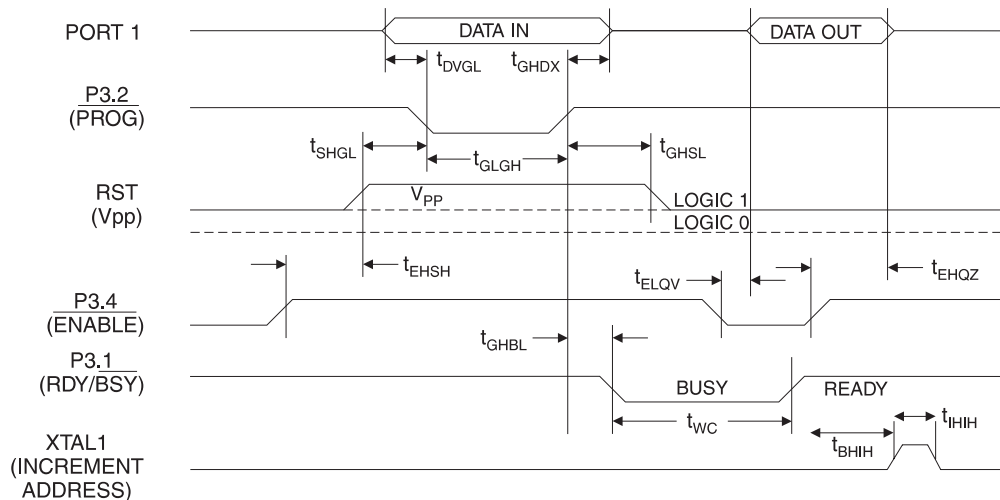 PORT 1
DATA IN
DATA OUT
tDVGL
tGHDX
P3.2
(PROG)
tSHGL
tGLGH
tGHSL
RST
(Vpp)
VPP
LOGIC 1
LOGIC 0
tEHSH
tELQV
tEHQZ
P3.4
(ENABLE)
tGHBL
P3.1
(RDY/BSY)
BUSY
READY
tWC
tBHIH
tIHIH
XTAL1
(INCREMENT
ADDRESS)